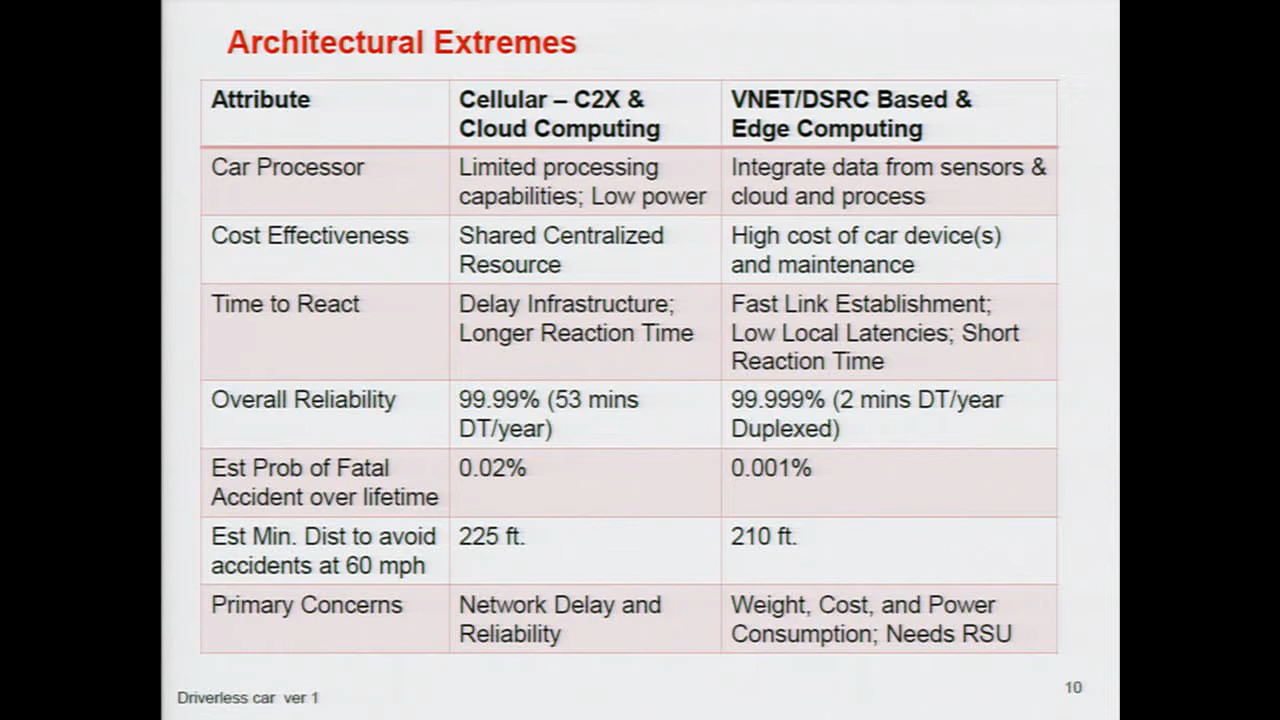 Architectural Extremes
Attribute
Cellular – C2X &
Cloud Computing
VNET/DSRC Based &
Edge Computing
Car Processor
Limited processing
capabilities; Low power
Integrate data from sensors &
cloud and process
Cost Effectiveness
Shared Centralized
Resource
High cost of car device(s)
and maintenance
Time to React
Delay Infrastructure;
Longer Reaction Time
Fast Link Establishment;
Low Local Latencies; Short
Reaction Time
Overall Reliability
99.99% (53 mins
DT/year)
99.999% (2 mins DT/year
Duplexed)
Est Prob of Fatal
Accident over lifetime
0.02%
0.001%
Est Min. Dist to avoid
accidents at 60 mph
225 ft.
210 ft.
Primary Concerns
Network Delay and
Reliability
Weight, Cost, and Power
Consumption; Needs RSU
Driverless car ver 1
10